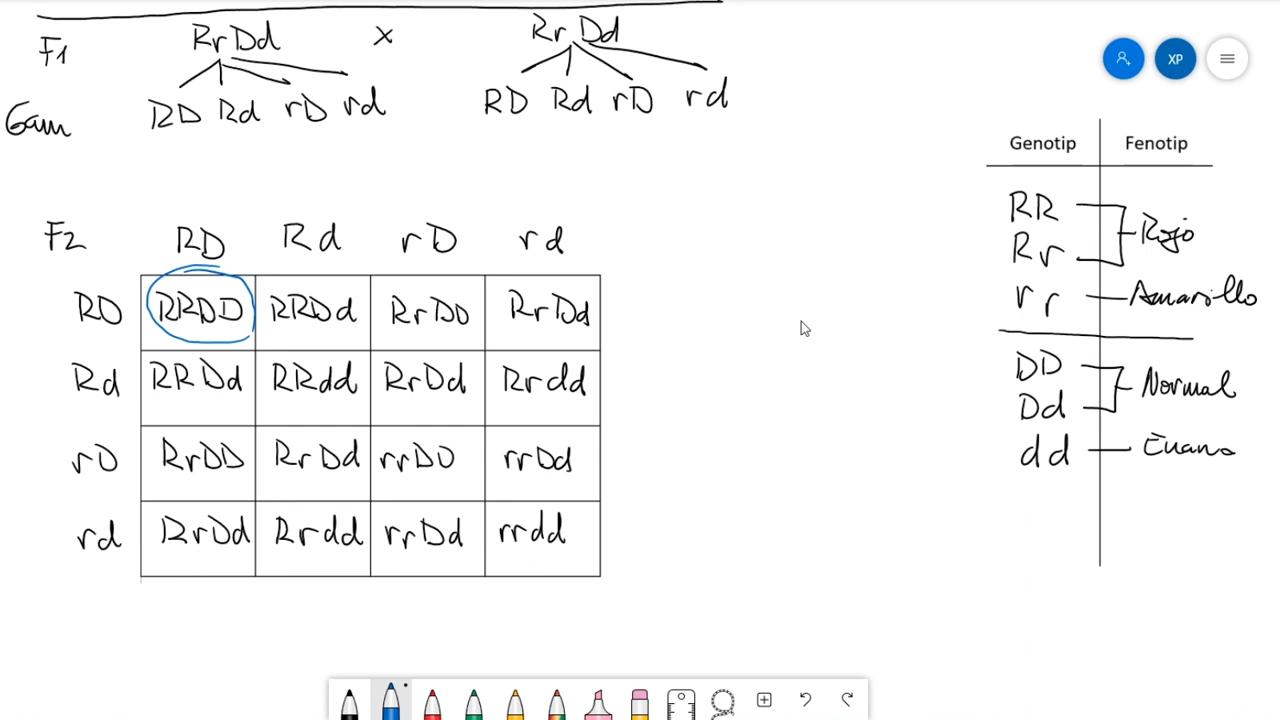 F1 RrDd x RrDd
Gam RD Rd rD rd RD Rd rD rd
XP
Genotip Fenotip
RR
Rr
Rojo
rr Amarillo
DD
Dd
Normal
dd Enano
F2 RD Rd rD rd
RD RRDD RRDd RrDD RrDd
Rd RRDd RRdd RrDd Rrdd
rD RrDD RrDd rrDD rrDd
rd RrDd Rrdd rrDd rrdd